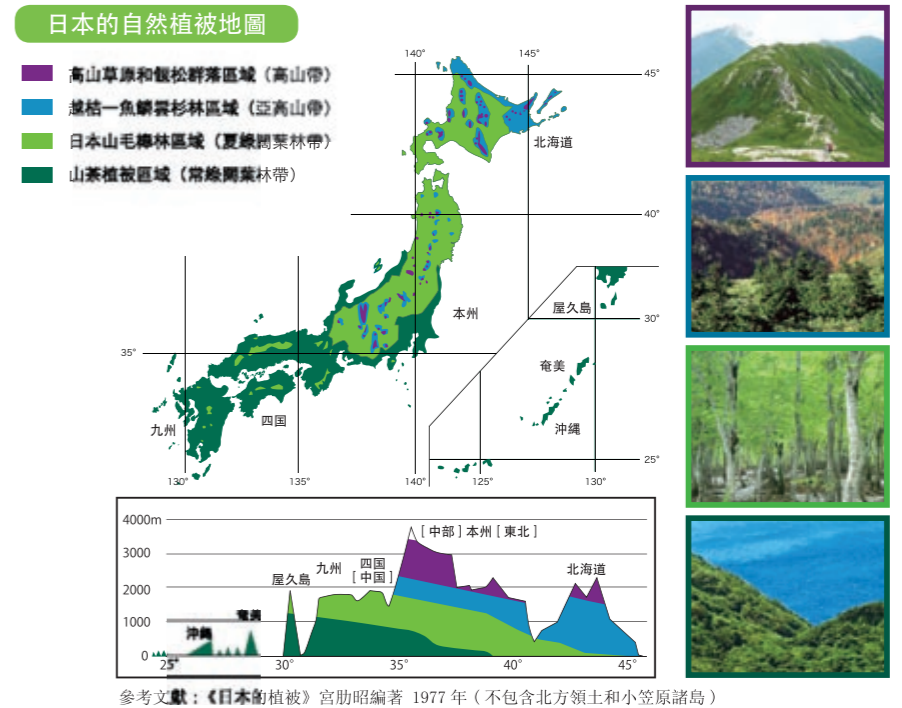 日本的自然植被地圖
高山草原和偃松群落區域（高山帶）
越桔一魚鱗雲杉林區域（亞高山帶）
日本山毛櫸林區域（夏綠闊葉林帶）
山茶植被區域（常綠闊葉林帶）
140° 145°
45°
北海道
40°
本州
屋久島
30°
35°
奄美
四国
沖縄
九州
25°
130° 135° 140° 125° 130°
4000m
[中部] 本州 [東北]
3000
九州 四国 北海道
屋久島 [中国]
2000
奄美
1000
沖縄
0
25° 30° 35° 40° 45°
參考文獻：《日本的植被》宮肋昭編著 1977 年 ( 不包含北方領土和小笠原諸島 )